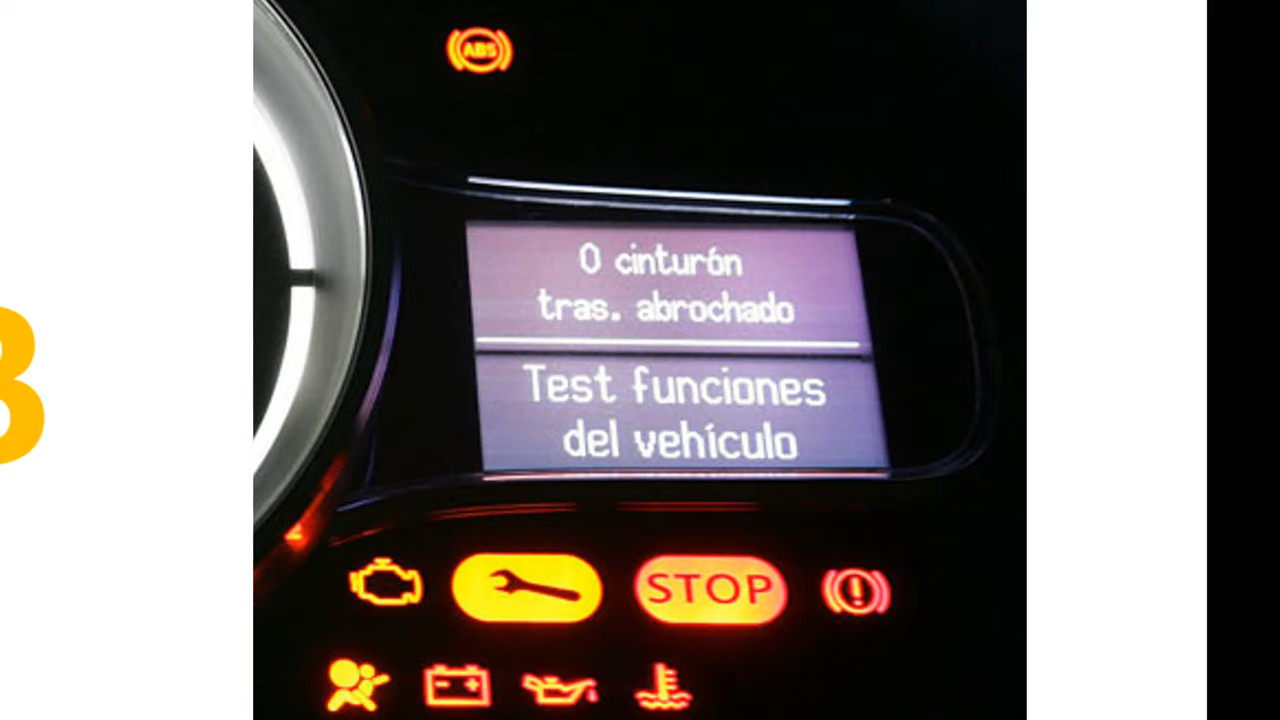 ABS
0 cinturón
tras. abrochado
Test funciones
del vehículo
STOP